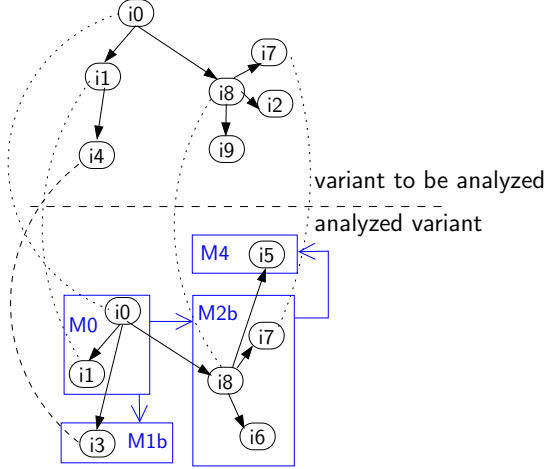 i0
i7
i1
i8
i2
i4
i9
variant to be analyzed
analyzed variant
M4
i5
i0
M2b
M0
i7
i1
i8
i6
i3
M1b